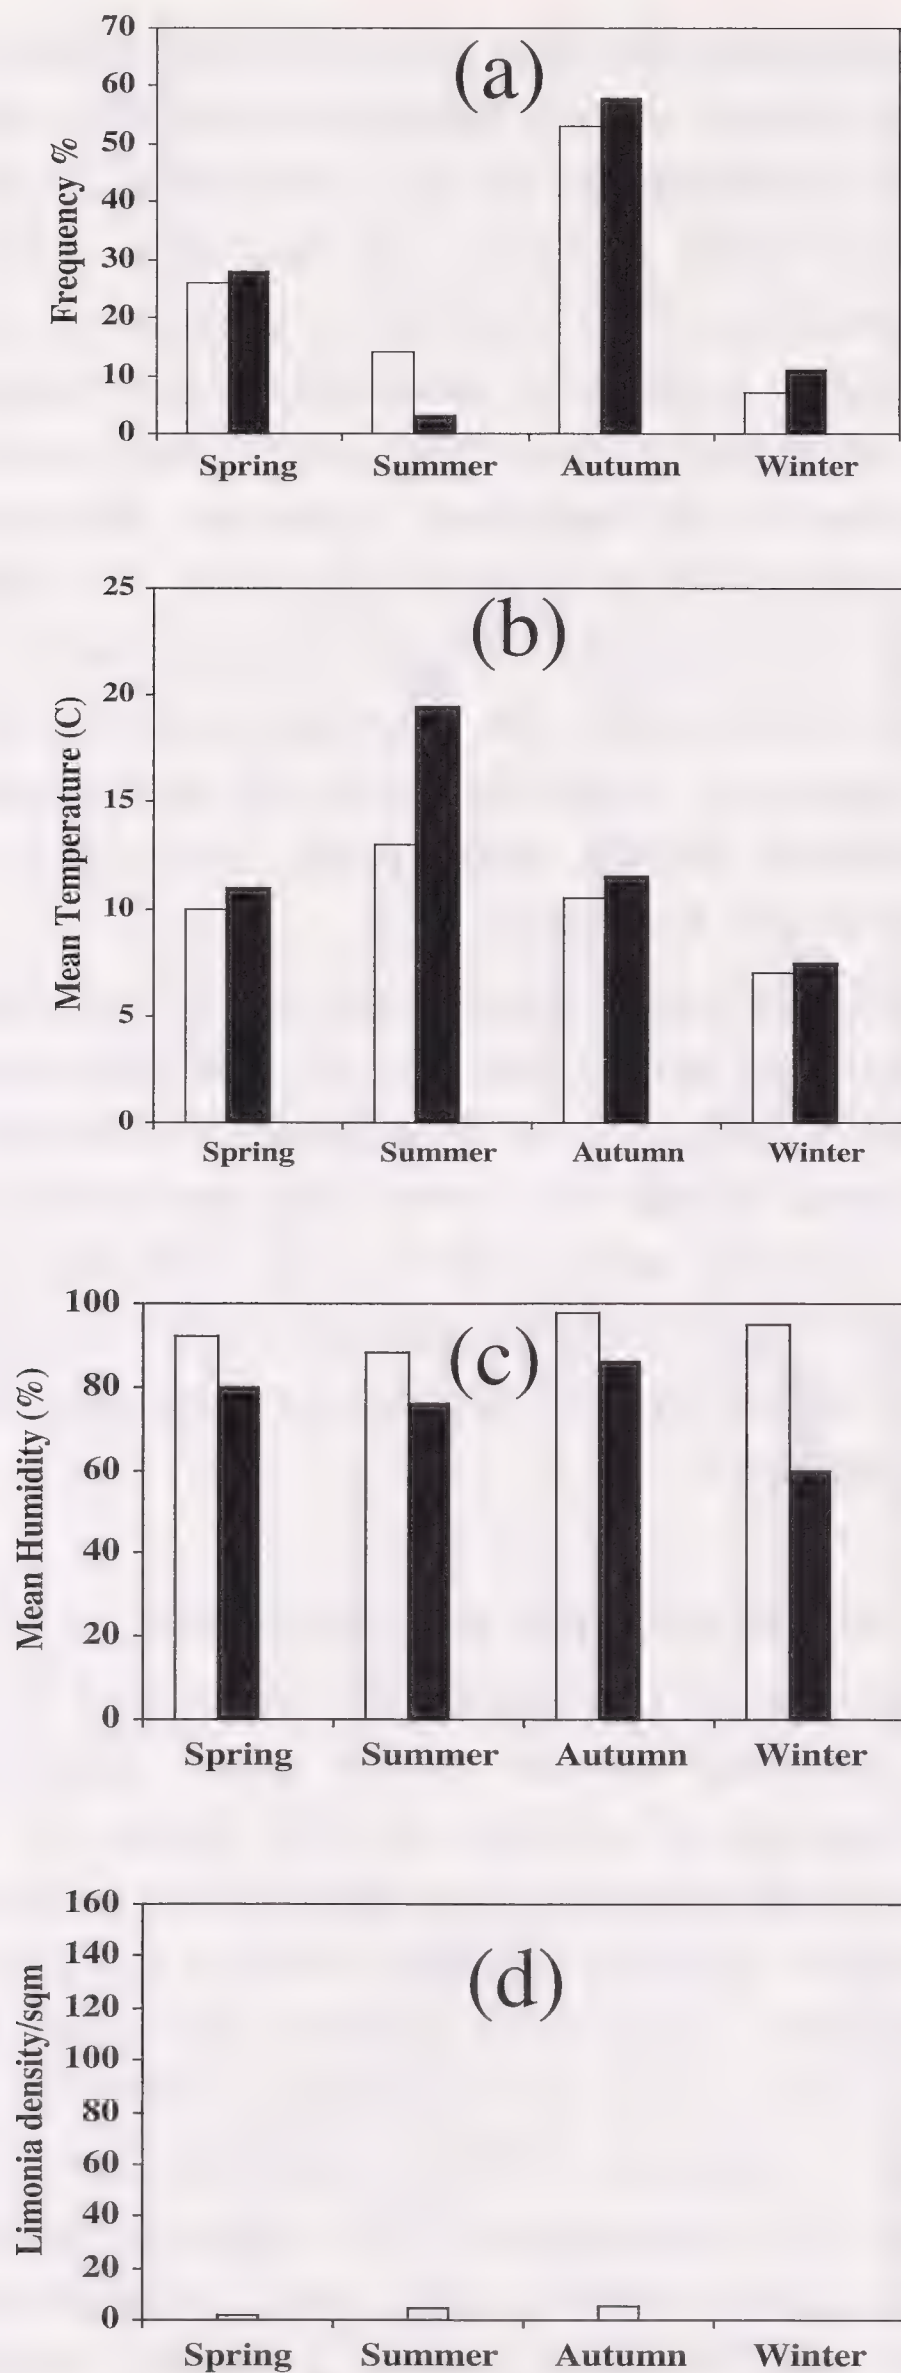 70
60
50
40
30
20
10
0
Frequency %
(a)
Spring Summer Autumn Winter
25
20
15
10
5
0
Mean Temperature (C)
(b)
Spring Summer Autumn Winter
100
80
60
40
20
0
Mean Humidity (%)
(c)
Spring Summer Autumn Winter
160
140
120
100
80
60
40
20
0
Limonia density/sqm
(d)
Spring Summer Autumn Winter